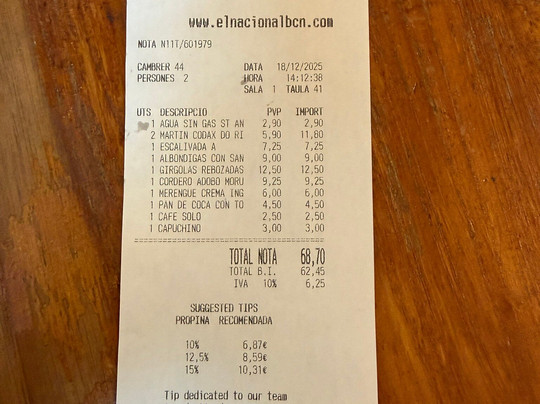 www.elnacionalbcn.com
NOTA N11T/601979
CAMBRER 44 DATA 18/12/2025
PERSONES 2 HORA 14:12:38
SALA 1 TAULA 41
UTS DESCRIPCIO PVP IMPORT
1 AGUA SIN GAS ST AN 2,90 2,90
2 MARTIN CODAX DO RI 5,90 11,80
1 ESCALIVADA A 7,25 7,25
1 ALBONDIGAS CON SAN 9,00 9,00
1 GIRGOLAS REBOZADAS 12,50 12,50
1 CORDERO ADOBO MORU 9,25 9,25
1 MERENGUE CREMA ING 6,00 6,00
1 PAN DE COCA CON TO 4,50 4,50
1 CAFE SOLO 2,50 2,50
1 CAPUCHINO 3,00 3,00
TOTAL NOTA 68,70
TOTAL B.I. 62,45
IVA 10% 6,25
SUGGESTED TIPS
PROPINA RECOMENDADA
10% 6,87€
12,5% 8,59€
15% 10,31€
Tip dedicated to our team